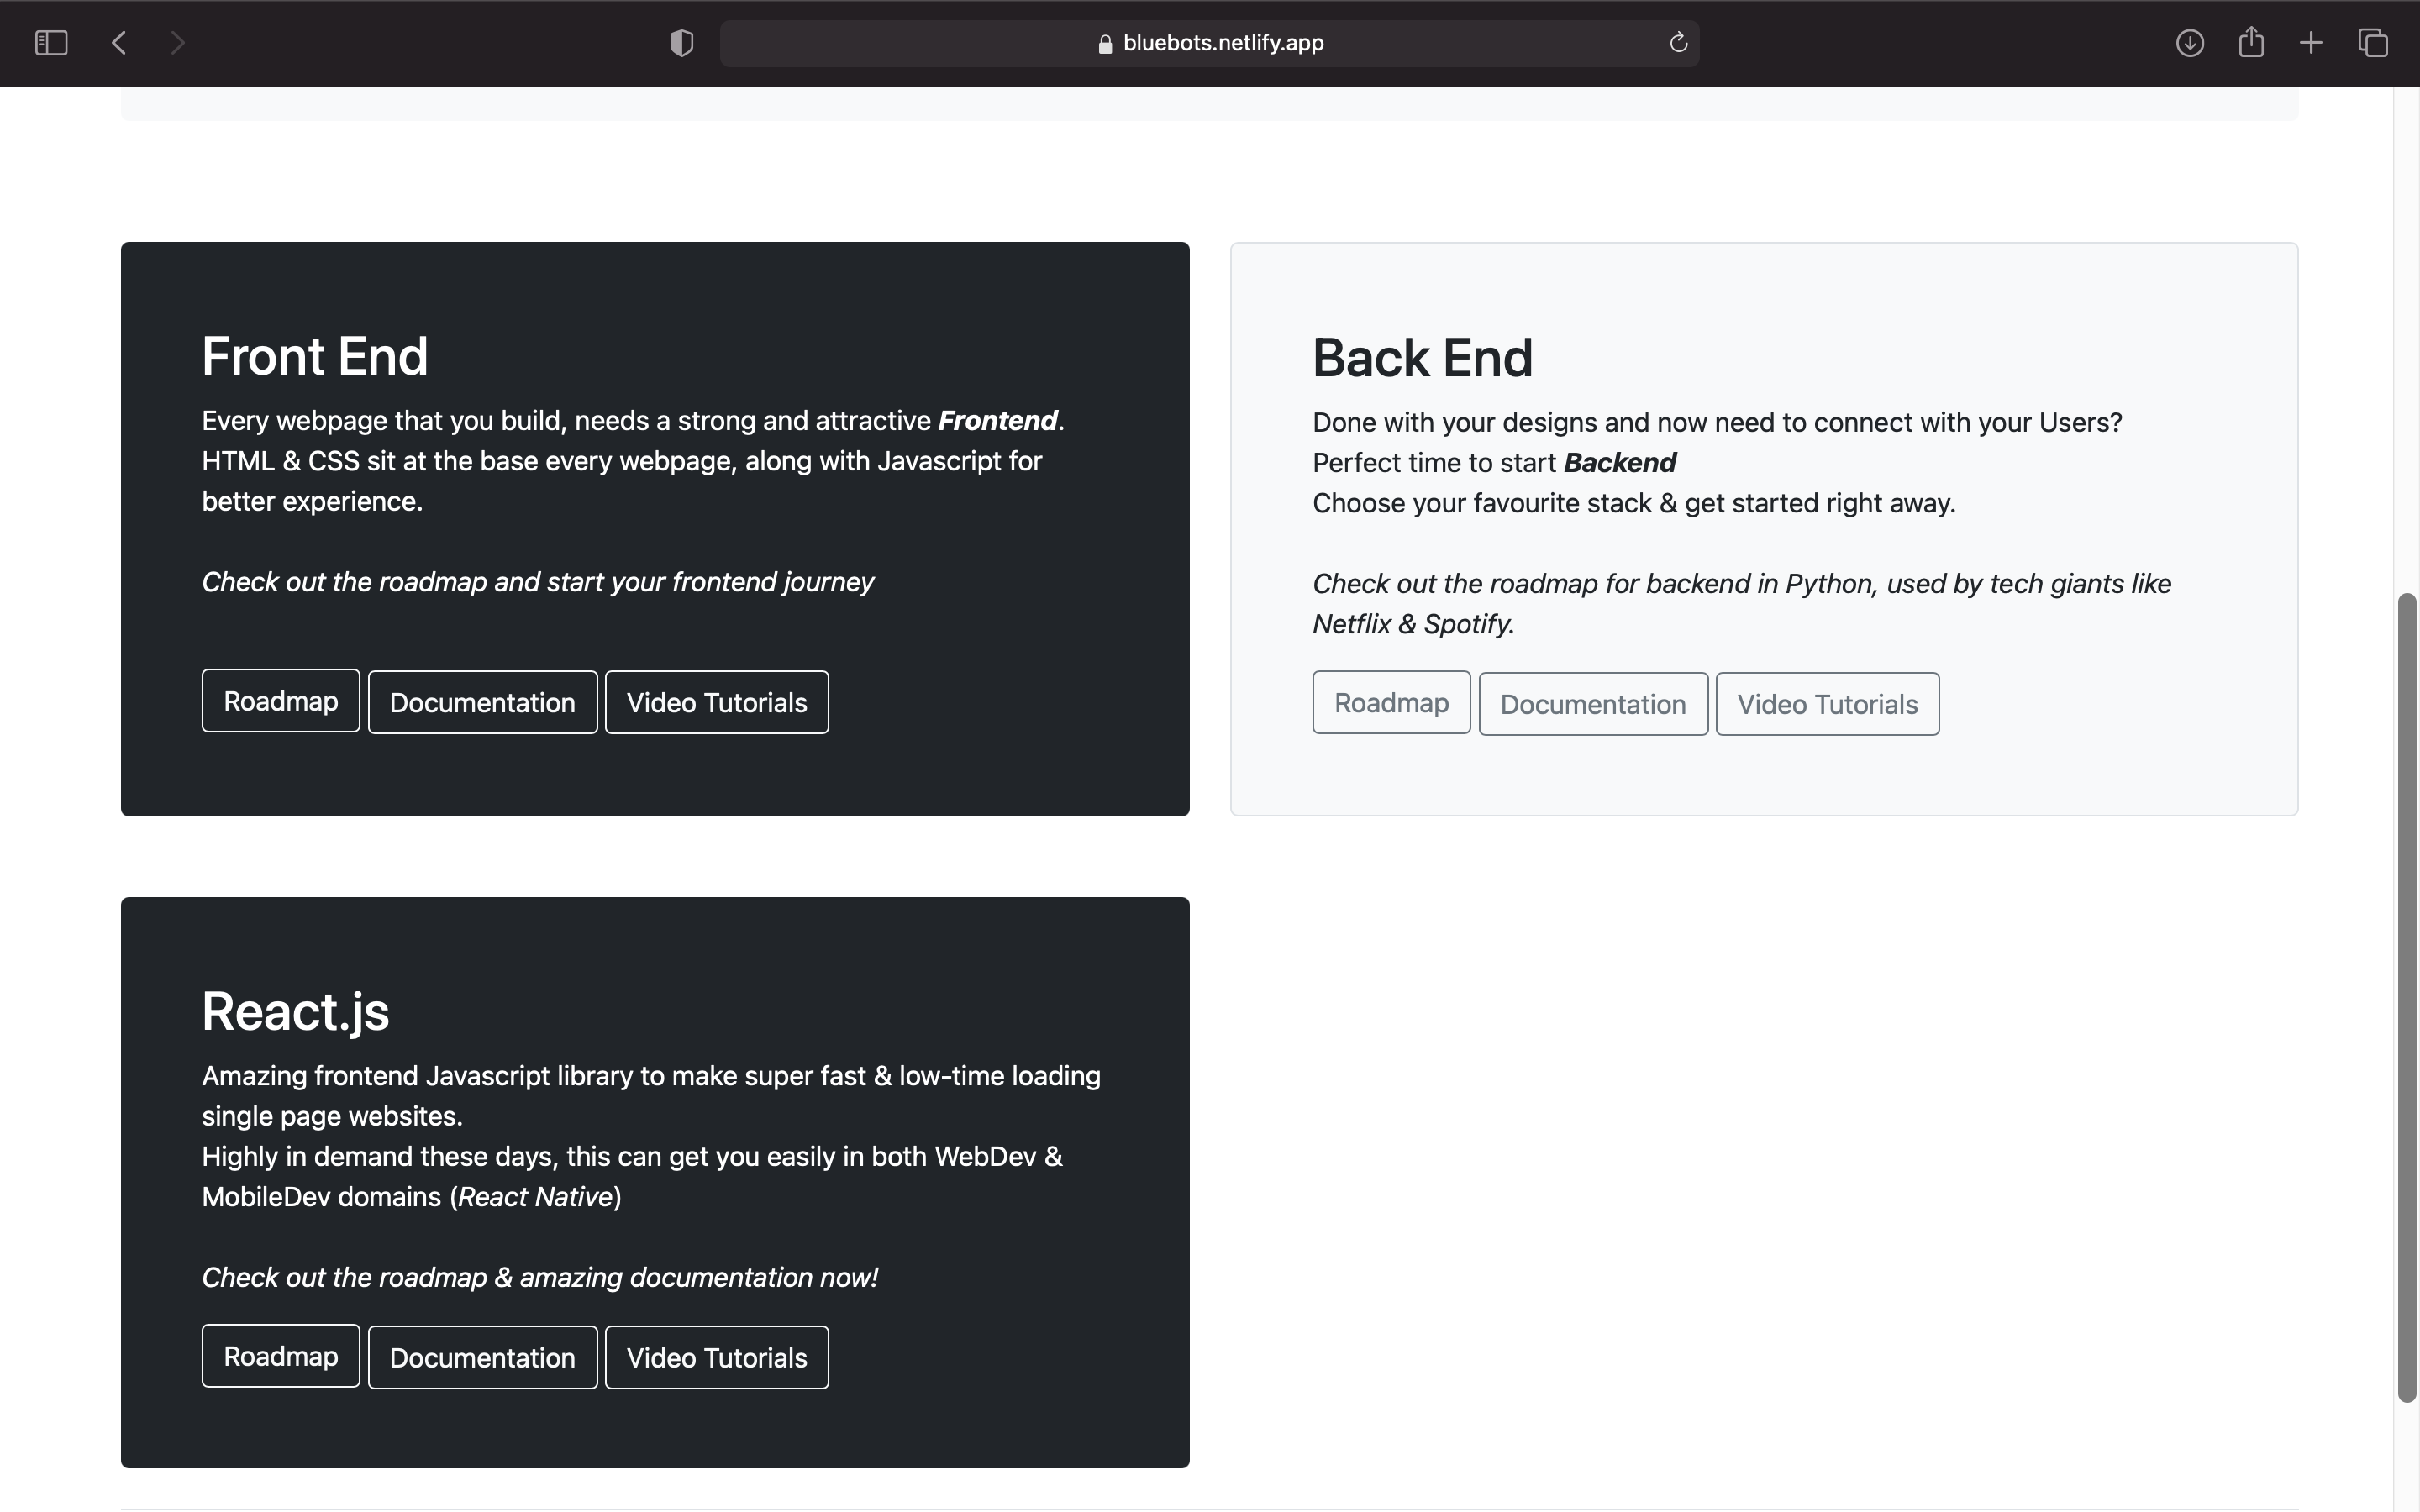 bluebots.netlify.app
Front End
Every webpage that you build, needs a strong and attractive Frontend.
HTML & CSS sit at the base every webpage, along with Javascript for
better experience.
Check out the roadmap and start your frontend journey
Roadmap Documentation Video Tutorials
Back End
Done with your designs and now need to connect with your Users?
Perfect time to start Backend
Choose your favourite stack & get started right away.
Check out the roadmap for backend in Python, used by tech giants like
Netflix & Spotify.
Roadmap Documentation Video Tutorials
React.js
Amazing frontend Javascript library to make super fast & low-time loading
single page websites.
Highly in demand these days, this can get you easily in both WebDev &
MobileDev domains (React Native)
Check out the roadmap & amazing documentation now!
Roadmap Documentation Video Tutorials